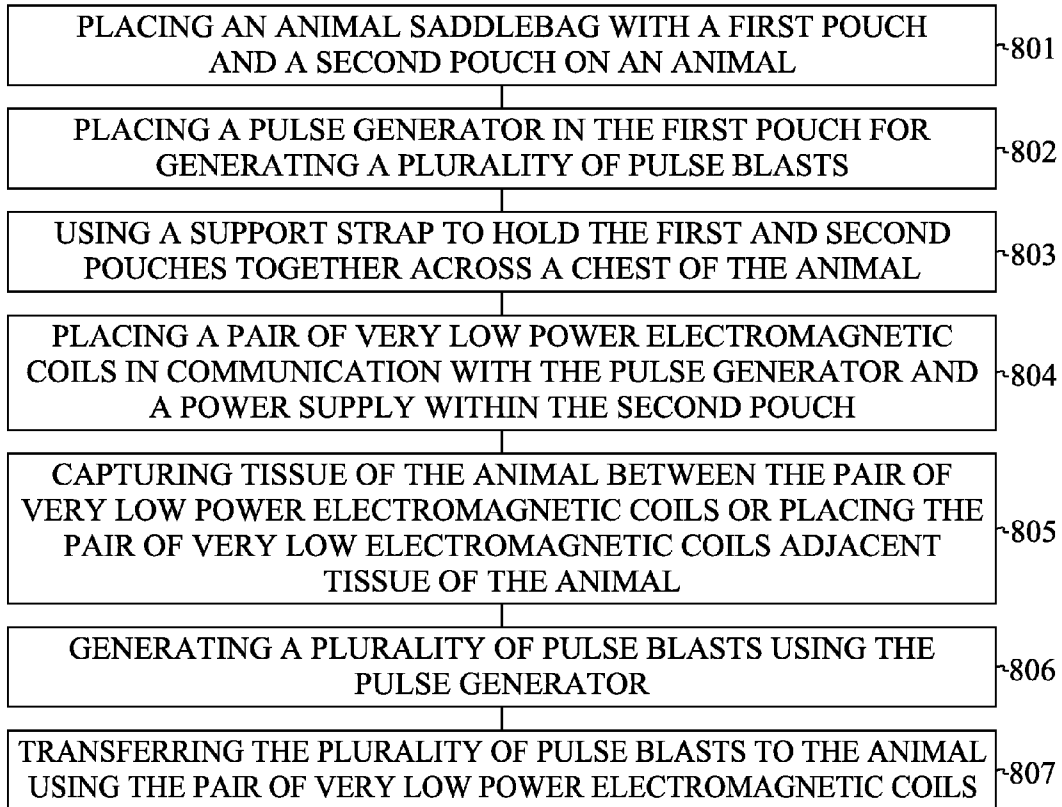 PLACING AN ANIMAL SADDLEBAG WITH A FIRST POUCH
AND A SECOND POUCH ON AN ANIMAL
801
PLACING A PULSE GENERATOR IN THE FIRST POUCH FOR
GENERATING A PLURALITY OF PULSE BLASTS
802
USING A SUPPORT STRAP TO HOLD THE FIRST AND SECOND
POUCHES TOGETHER ACROSS A CHEST OF THE ANIMAL
803
PLACING A PAIR OF VERY LOW POWER ELECTROMAGNETIC
COILS IN COMMUNICATION WITH THE PULSE GENERATOR AND
A POWER SUPPLY WITHIN THE SECOND POUCH
804
CAPTURING TISSUE OF THE ANIMAL BETWEEN THE PAIR OF
VERY LOW POWER ELECTROMAGNETIC COILS OR PLACING THE
PAIR OF VERY LOW ELECTROMAGNETIC COILS ADJACENT
TISSUE OF THE ANIMAL
805
GENERATING A PLURALITY OF PULSE BLASTS USING THE
PULSE GENERATOR
806
TRANSFERRING THE PLURALITY OF PULSE BLASTS TO THE ANIMAL
USING THE PAIR OF VERY LOW POWER ELECTROMAGNETIC COILS
807